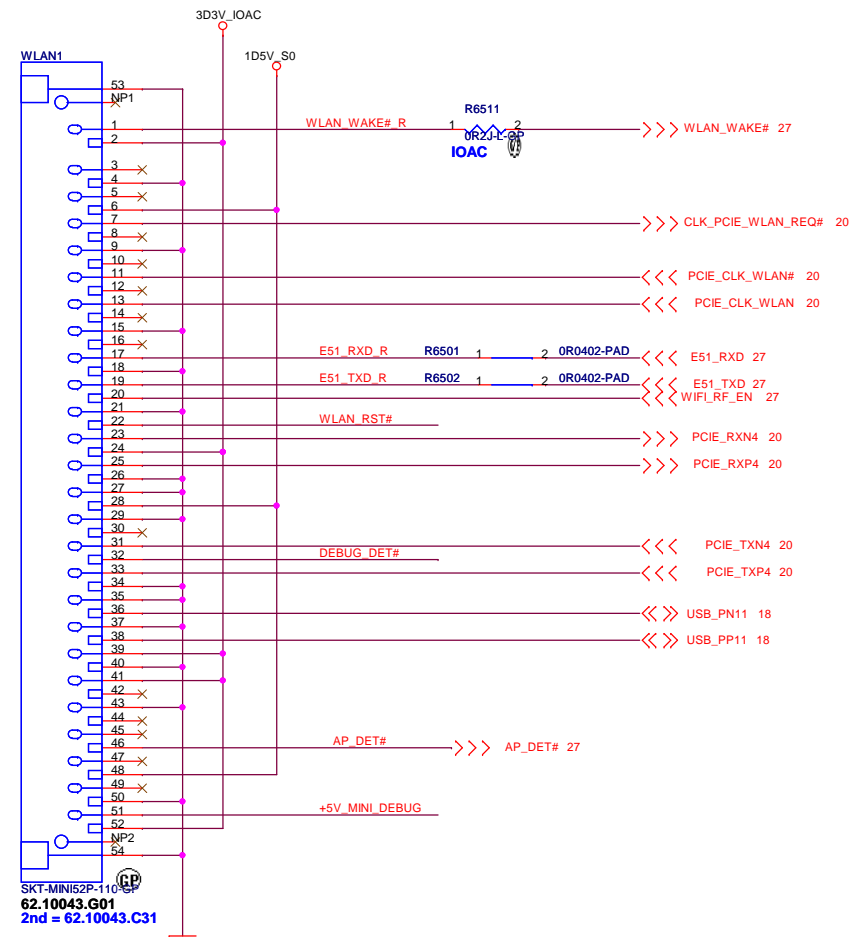 3D3V_IOAC
1D5V_S0
WLAN1
53
NP1
R6511
1 WLAN_WAKE#_R 1 2 WLAN_WAKE# 27
0R2J-L-GP
2
IOAC
3
4
5
6
7 CLK_PCIE_WLAN_REQ# 20
8
9
10
11 PCIE_CLK_WLAN# 20
12
13 PCIE_CLK_WLAN 20
14
15
16
17 E51_RXD_R R6501 1 2 0R0402-PAD E51_RXD 27
18
19 E51_TXD_R R6502 1 2 0R0402-PAD E51_TXD 27
20 WIFI_RF_EN 27
21
22 WLAN_RST#
23 PCIE_RXN4 20
24
25 PCIE_RXP4 20
26
27
28
29
30
31 PCIE_TXN4 20
32 DEBUG_DET#
33 PCIE_TXP4 20
34
35
36 USB_PN11 18
37
38 USB_PP11 18
39
40
41
42
43
44
45
46 AP_DET# AP_DET# 27
47
48
49
50
51 +5V_MINI_DEBUG
52
NP2
54
GP
SKT-MINI52P-110-GP
62.10043.G01
2nd = 62.10043.C31